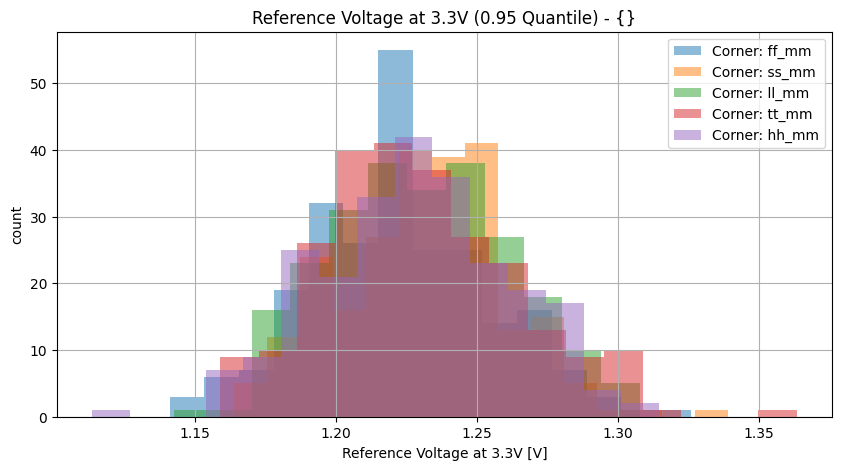 Reference Voltage at 3.3V (0.95 Quantile) - {}
Corner: ff_mm
Corner: ss_mm
Corner: ll_mm
Corner: tt_mm
Corner: hh_mm
50
40
30
20
10
0
count
1.15
1.20
1.25
1.30
1.35
Reference Voltage at 3.3V [V]